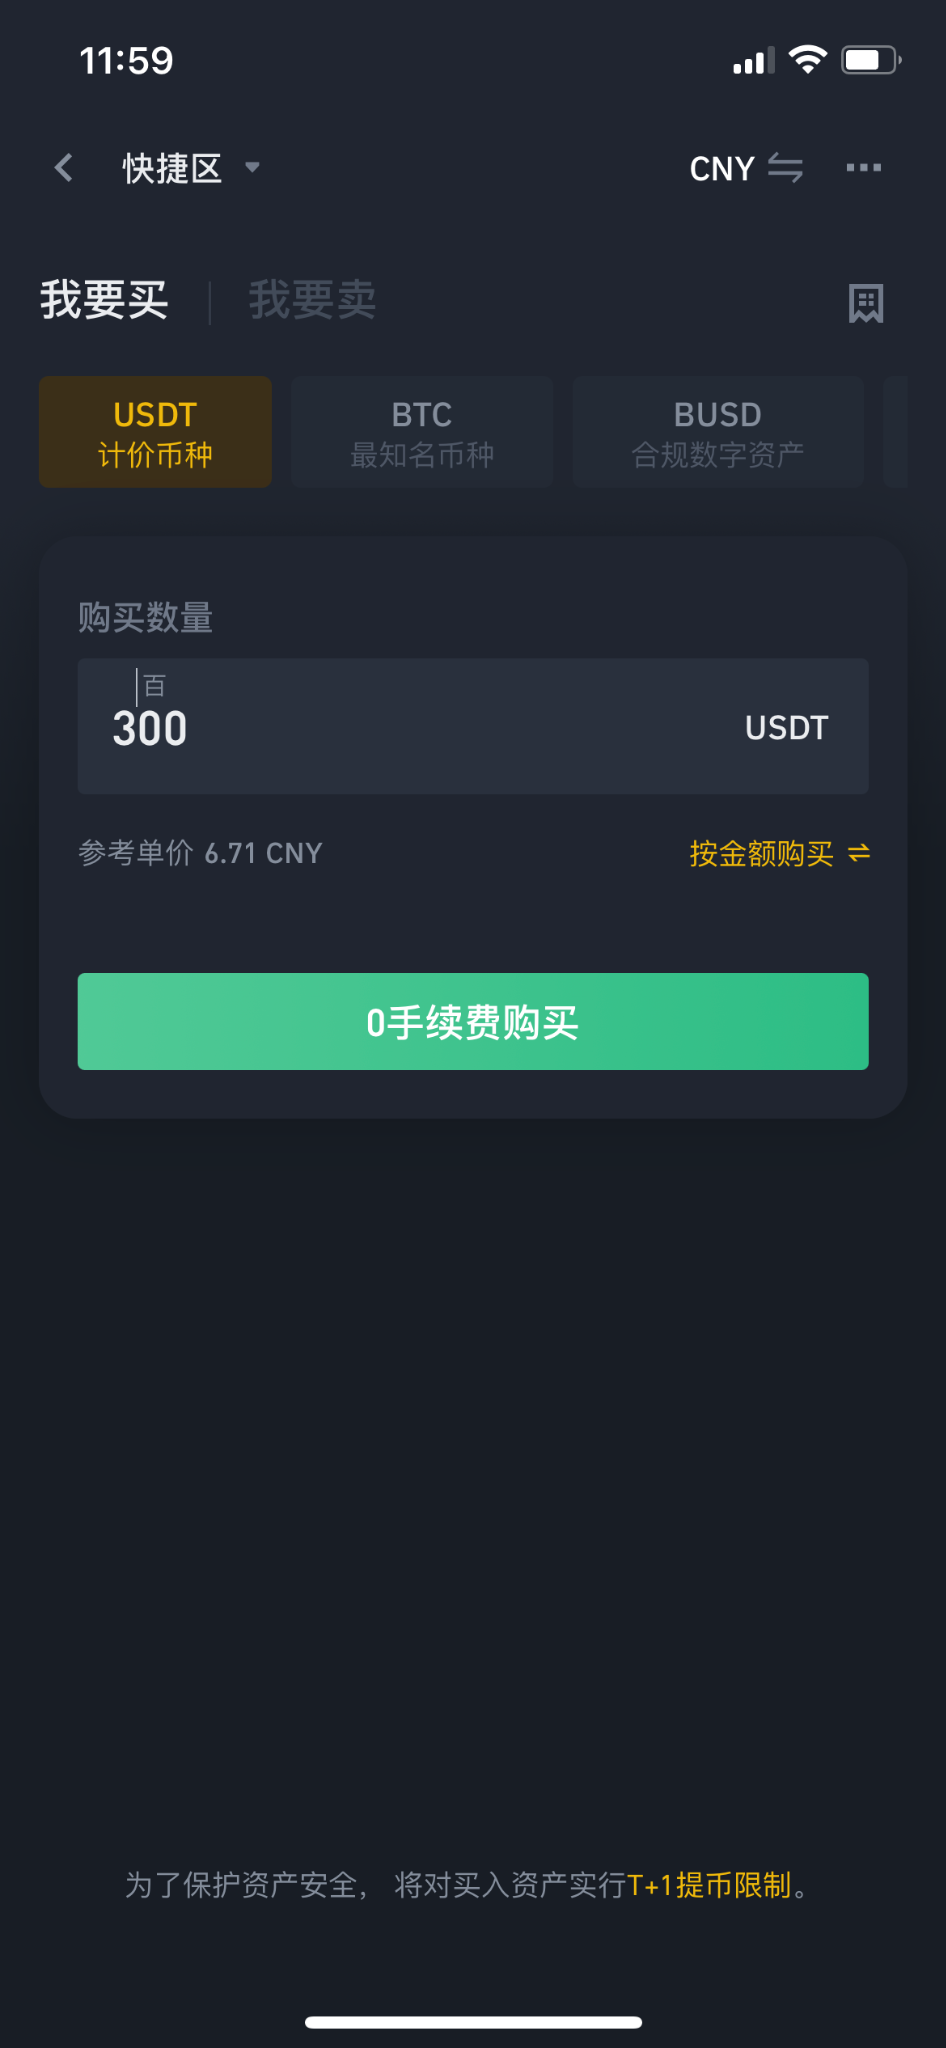 11:59
快捷区
CNY
我要买
我要卖
USDT
计价币种
BTC
最知名币种
BUSD
合规数字资产
购买数量
百
300
USDT
参考单价 6.71 CNY
按金额购买
0手续费购买
为了保护资产安全， 将对买入资产实行T+1提币限制。